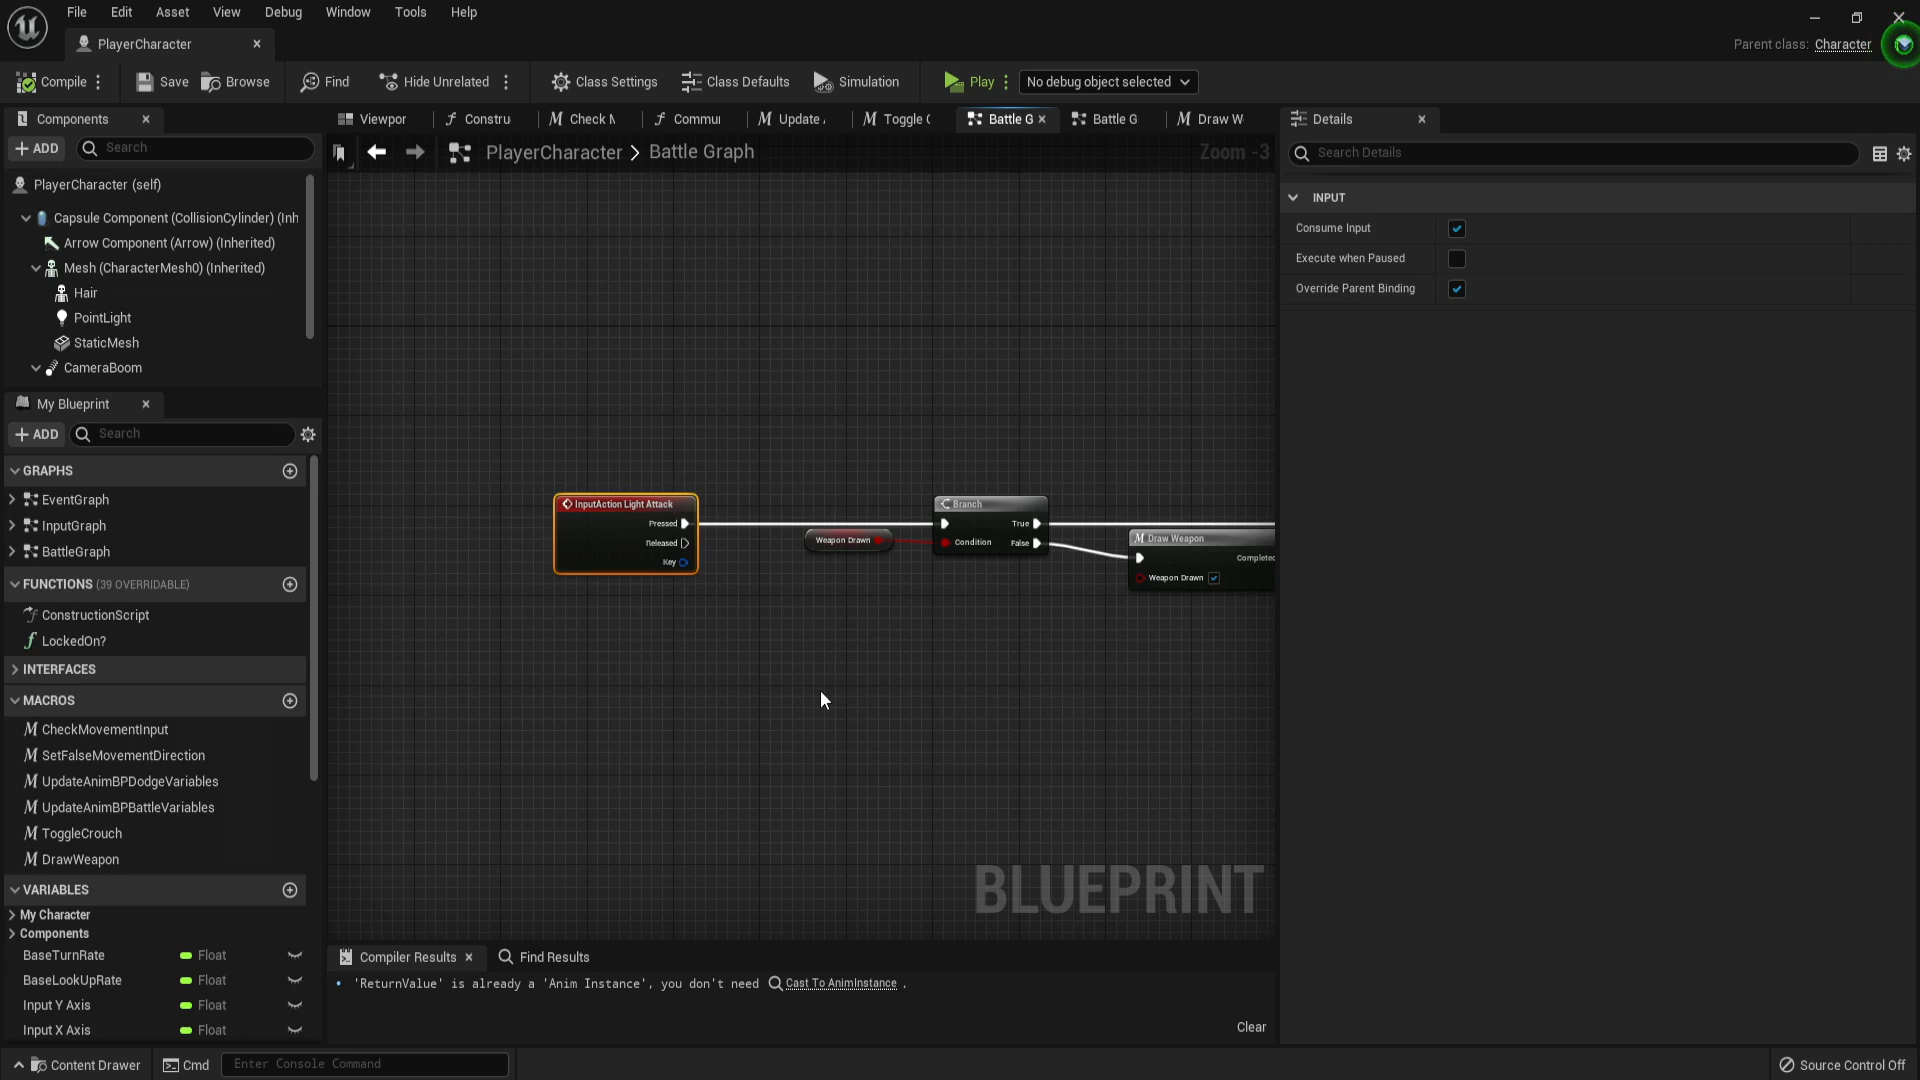 File Edit Asset View Debug Window Tools Help
PlayerCharacter
Parent class: Character
Compile Save Browse Find Hide Unrelated Class Settings Class Defaults Simulation Play No debug object selected
Components
Viewpor Constru Check M Commun Update A Toggle C Battle G Battle G Draw W
Details
ADD Search
PlayerCharacter > Battle Graph
Zoom -3
Search Details
PlayerCharacter (self)
Capsule Component (CollisionCylinder) (Inh
Arrow Component (Arrow) (Inherited)
Mesh (CharacterMesh0) (Inherited)
Hair
PointLight
StaticMesh
CameraBoom
INPUT
Consume Input
Execute when Paused
Override Parent Binding
My Blueprint
ADD Search
GRAPHS
EventGraph
InputGraph
BattleGraph
FUNCTIONS (39 OVERRIDABLE)
ConstructionScript
LockedOn?
INTERFACES
MACROS
CheckMovementInput
SetFalseMovementDirection
UpdateAnimBPDodgeVariables
UpdateAnimBPBattleVariables
ToggleCrouch
DrawWeapon
VARIABLES
My Character
Components
BaseTurnRate Float
BaseLookUpRate Float
Input Y Axis Float
Input X Axis Float
InputAction Light Attack
Pressed
Released
Key
Weapon Drawn
Branch
True
Condition False
Draw Weapon
Completed
Weapon Drawn
BLUEPRINT
Compiler Results Find Results
'ReturnValue' is already a 'Anim Instance', you don't need Cast To AnimInstance .
Clear
Content Drawer Cmd Enter Console Command
Source Control Off